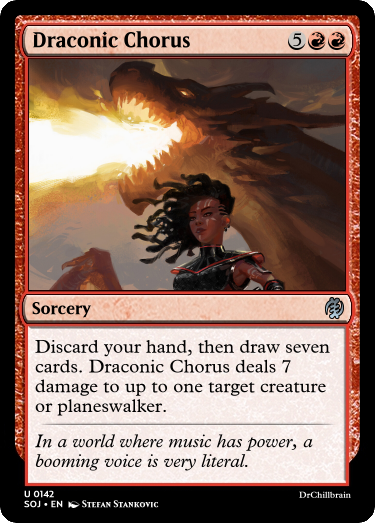 Draconic Chorus 5
Sorcery
Discard your hand, then draw seven
cards. Draconic Chorus deals 7
damage to up to one target creature
or planeswalker.
In a world where music has power, a
booming voice is very literal.
U 0142
DrChillbrain
SOJ • EN Stefan Stankovic